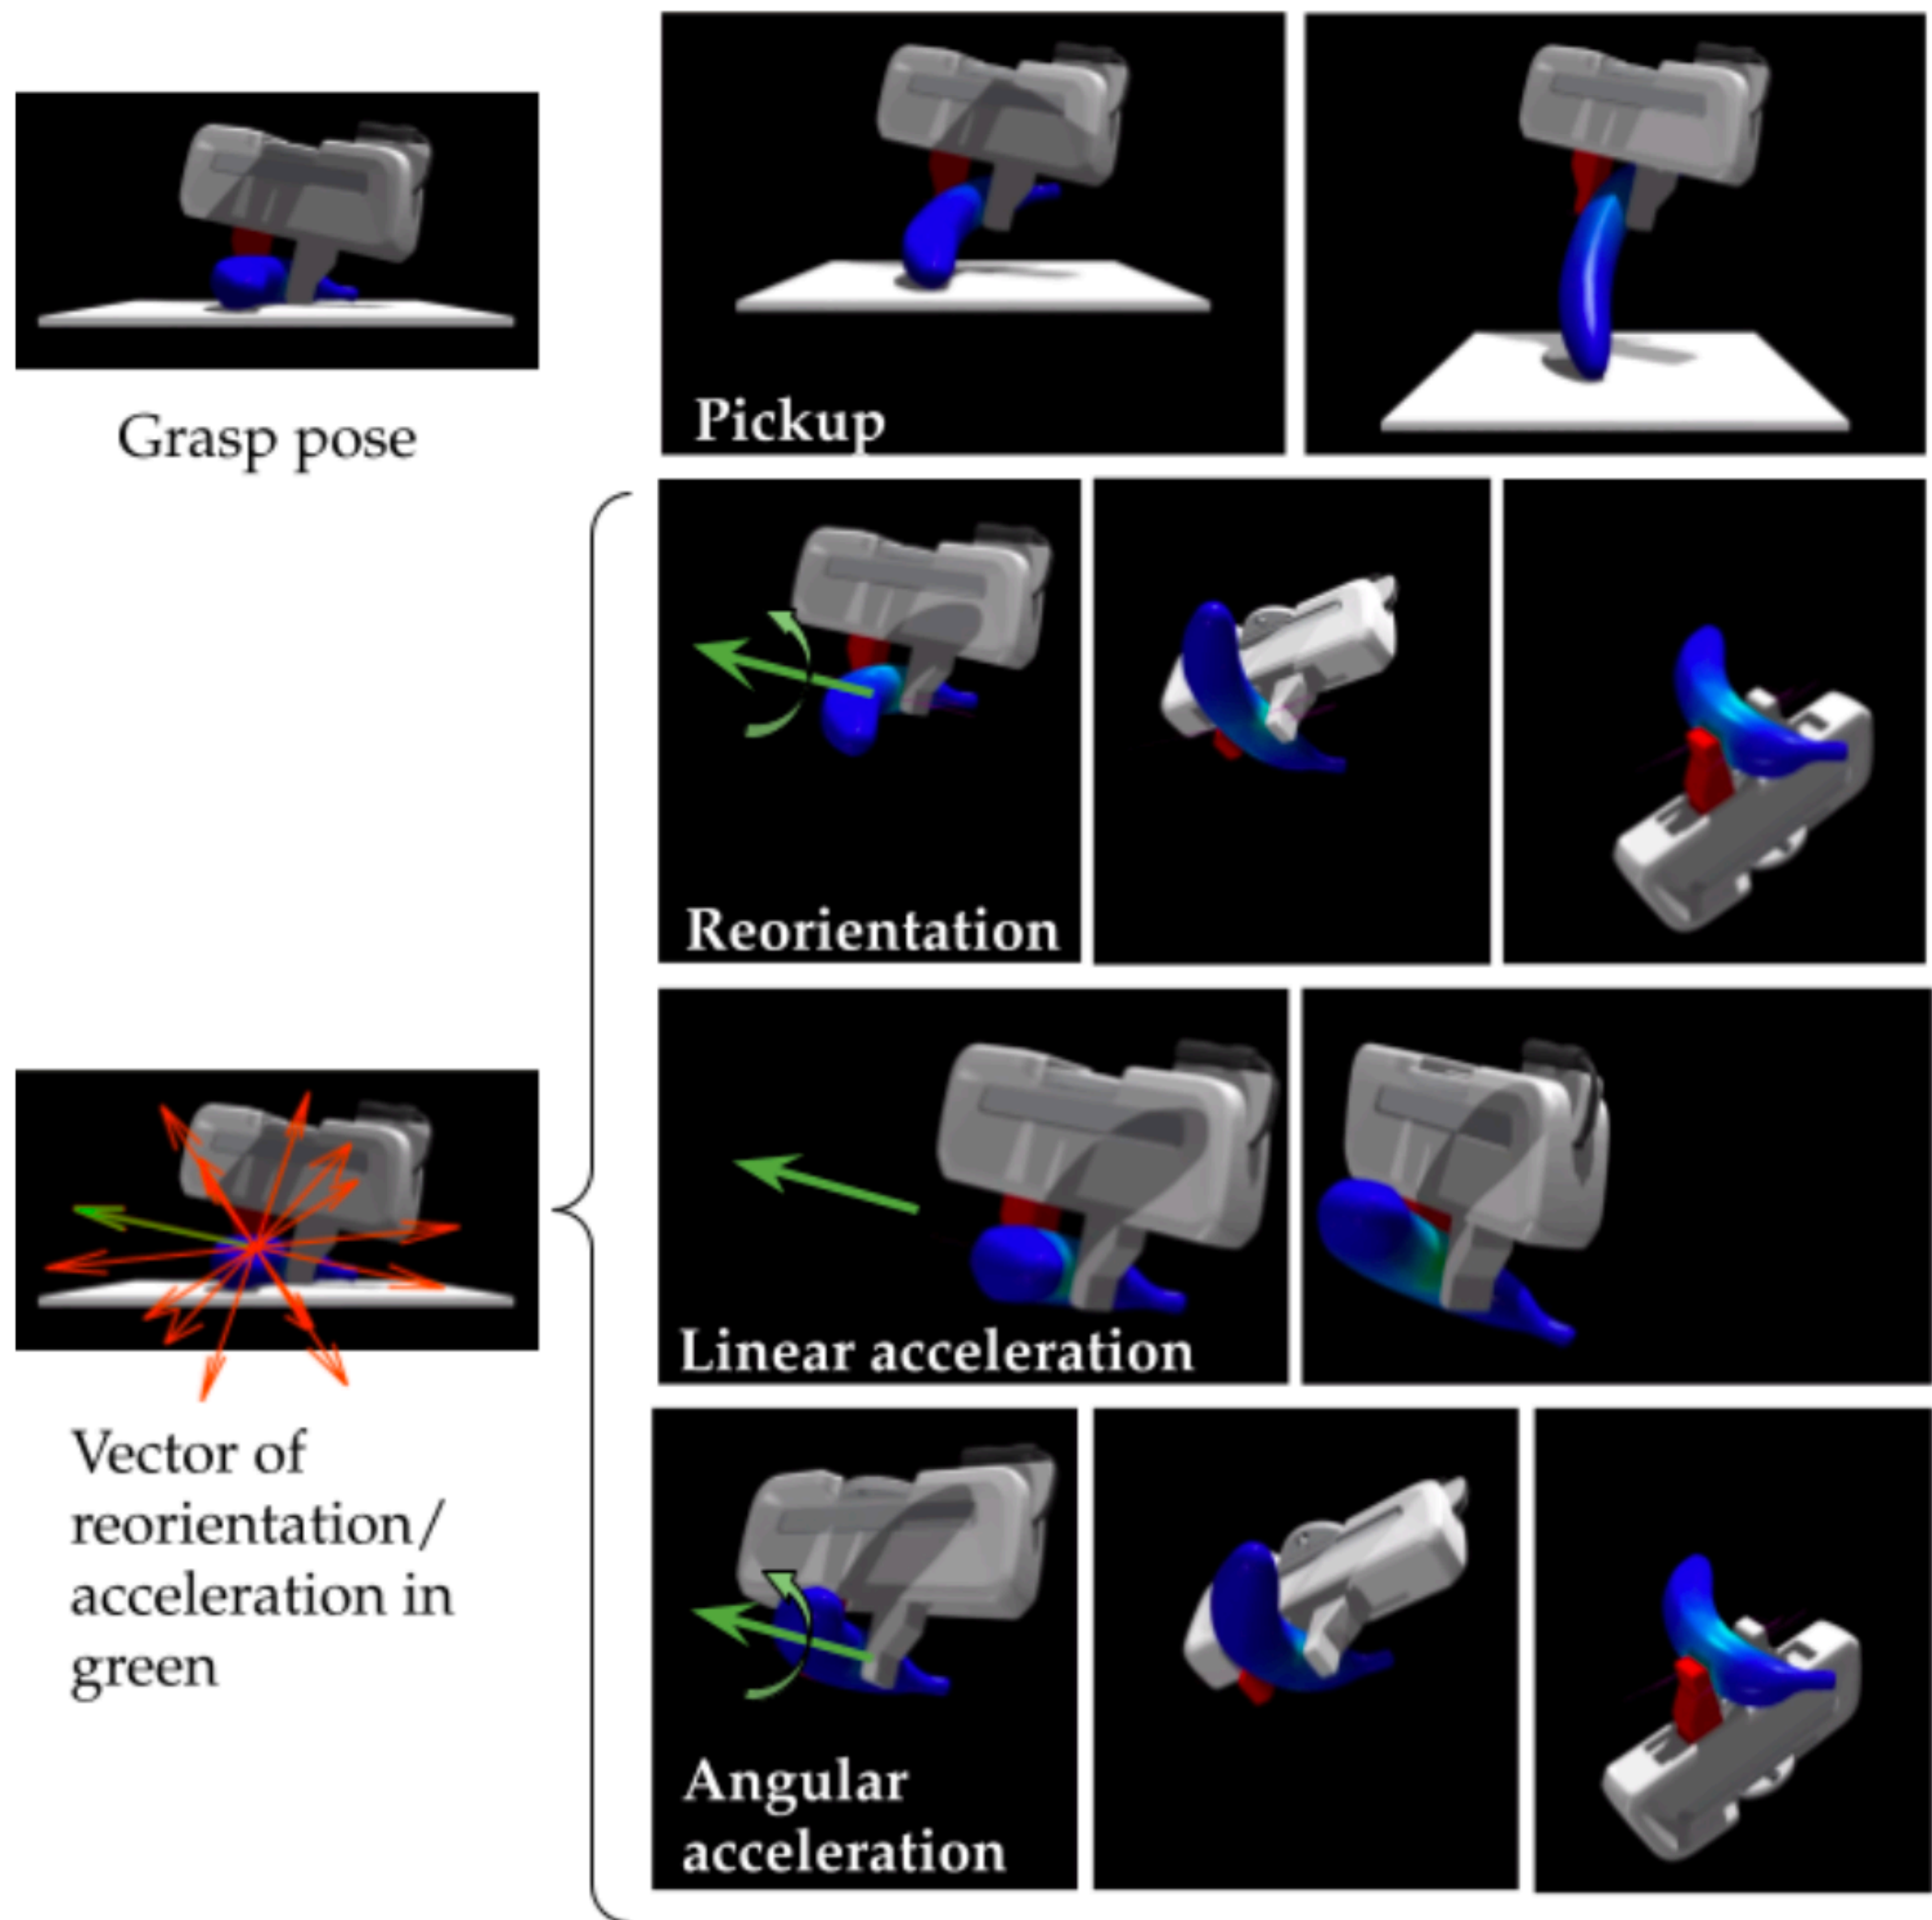 Grasp pose
Pickup
Reorientation
Linear acceleration
Vector of
reorientation/
acceleration in
green
Angular
acceleration